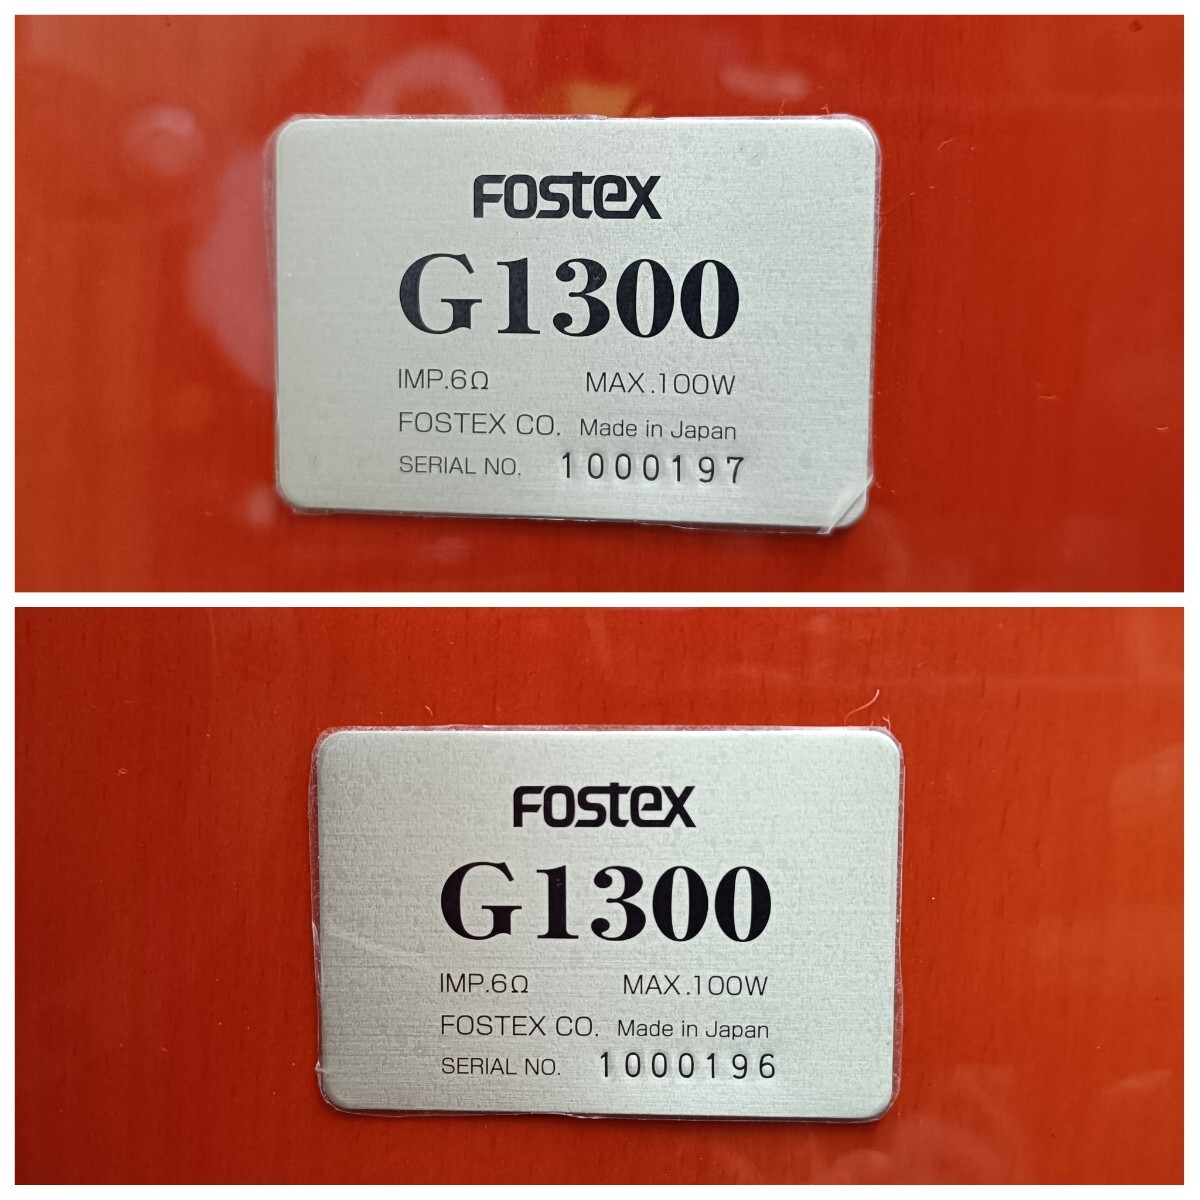 FOSTEX
G1300
IMP.6Ω MAX.100W
FOSTEX CO. Made in Japan
SERIAL NO. 1000197
FOSTEX
G1300
IMP.6Ω MAX.100W
FOSTEX CO. Made in Japan
SERIAL NO. 1000196